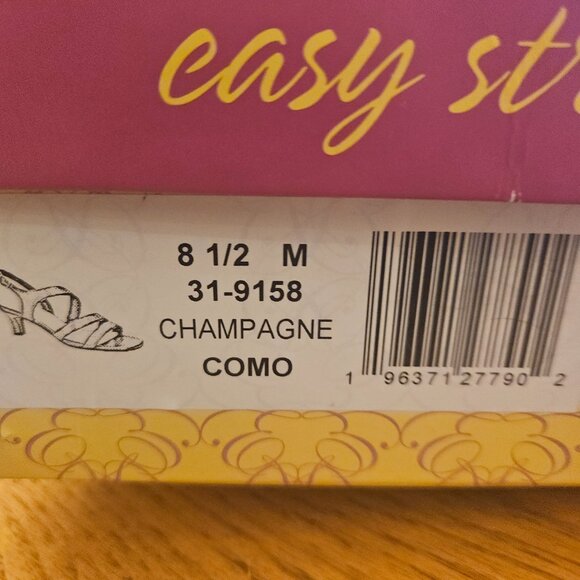 easy st
8 1/2 M
31-9158
CHAMPAGNE
COMO
1 96371 27790 2